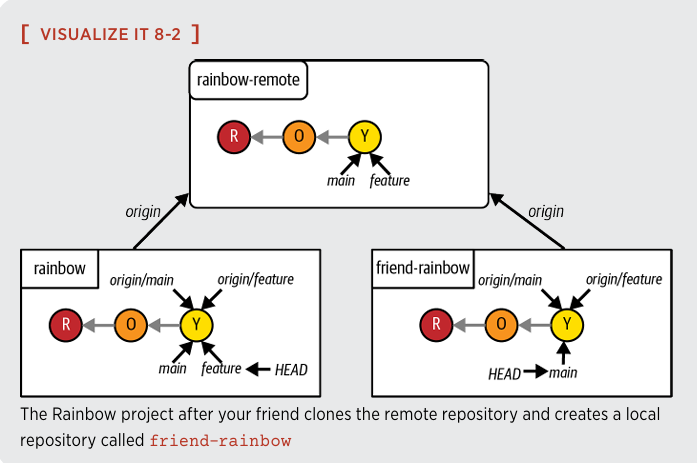 [ VISUALIZE IT 8-2 ]
rainbow-remote
R O Y
main feature
origin origin
rainbow
origin/main origin/feature
R O Y
main feature HEAD
friend-rainbow
origin/main origin/feature
R O Y
HEAD main
The Rainbow project after your friend clones the remote repository and creates a local
repository called friend-rainbow